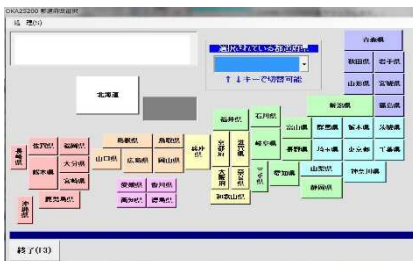 OKA25200 都道府県選択
処 理(S)
選択されている都道府県
↑↓キーで切替可能
青森県
秋田県 岩手県
山形県 宮城県
北海道
新潟県 福島県
福井県 石川県
富山県 群馬県 栃木県 茨城県
佐賀県 福岡県 島根県 鳥取県 兵庫県 京都府 滋賀県 岐阜県
長崎県 大分県 山口県 広島県 岡山県 長野県 埼玉県 東京都 千葉県
熊本県 宮崎県 大阪府 奈良県 愛知県 山梨県 神奈川県
愛媛県 香川県 静岡県
沖縄県 鹿児島県 高知県 徳島県 和歌山県
終了(F3)